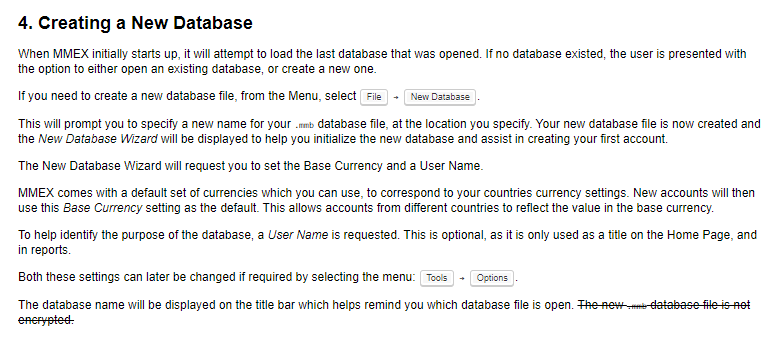 4. Creating a New Database
When MMEX initially starts up, it will attempt to load the last database that was opened. If no database existed, the user is presented with
the option to either open an existing database, or create a new one.
If you need to create a new database file, from the Menu, select File → New Database .
This will prompt you to specify a new name for your .mmb database file, at the location you specify. Your new database file is now created and
the New Database Wizard will be displayed to help you initialize the new database and assist in creating your first account.
The New Database Wizard will request you to set the Base Currency and a User Name.
MMEX comes with a default set of currencies which you can use, to correspond to your countries currency settings. New accounts will then
use this Base Currency setting as the default. This allows accounts from different countries to reflect the value in the base currency.
To help identify the purpose of the database, a User Name is requested. This is optional, as it is only used as a title on the Home Page, and
in reports.
Both these settings can later be changed if required by selecting the menu: Tools → Options .
The database name will be displayed on the title bar which helps remind you which database file is open. The new .mmb database file is not
encrypted.